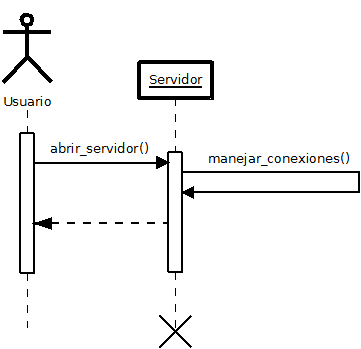 Usuario
Servidor
abrir_servidor()
manejar_conexiones()